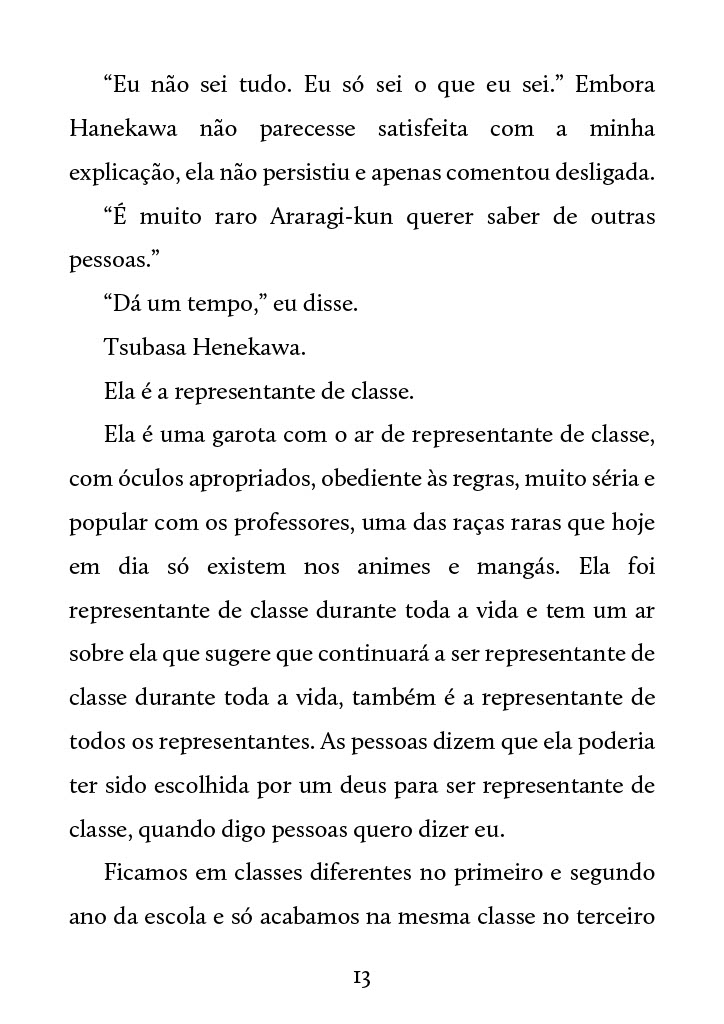 “Eu não sei tudo. Eu só sei o que eu sei.” Embora
Hanekawa não parecesse satisfeita com a minha
explicação, ela não persistiu e apenas comentou desligada.
“É muito raro Araragi-kun querer saber de outras
pessoas.”
“Dá um tempo,” eu disse.
Tsubasa Henekawa.
Ela é a representante de classe.
Ela é uma garota com o ar de representante de classe,
com óculos apropriados, obediente às regras, muito séria e
popular com os professores, uma das raças raras que hoje
em dia só existem nos animes e mangás. Ela foi
representante de classe durante toda a vida e tem um ar
sobre ela que sugere que continuará a ser representante de
classe durante toda a vida, também é a representante de
todos os representantes. As pessoas dizem que ela poderia
ter sido escolhida por um deus para ser representante de
classe, quando digo pessoas quero dizer eu.
Ficamos em classes diferentes no primeiro e segundo
ano da escola e só acabamos na mesma classe no terceiro
13